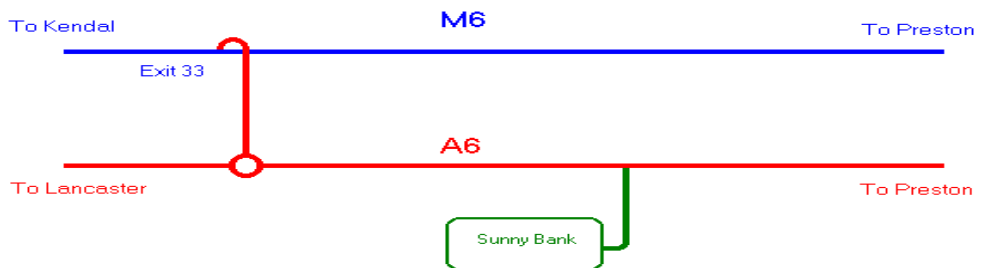 M6
To Kendal
To Preston
Exit 33
A6
To Lancaster
To Preston
Sunny Bank